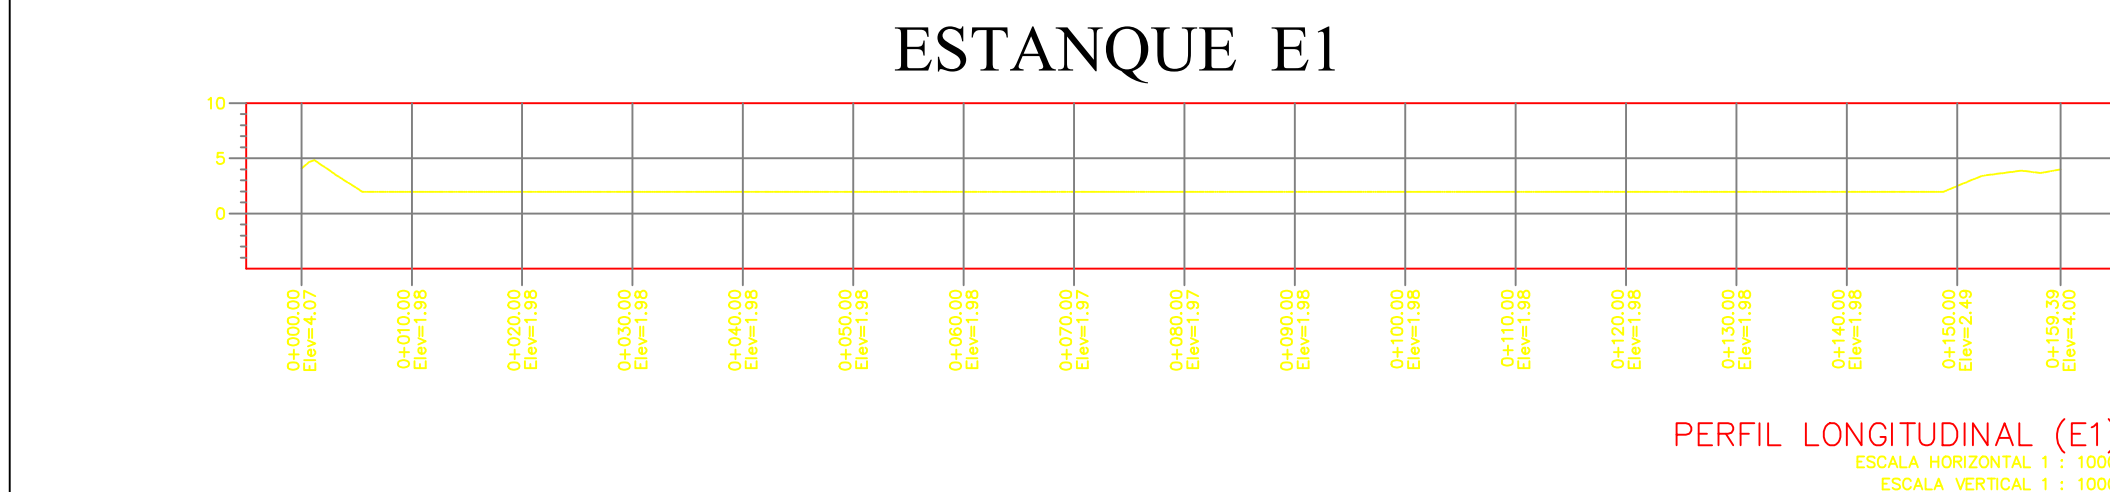 ESTANQUE E1
10
5
0
0+000.00
Elev=4.07
0+010.00
Elev=1.98
0+020.00
Elev=1.98
0+030.00
Elev=1.98
0+040.00
Elev=1.98
0+050.00
Elev=1.98
0+060.00
Elev=1.98
0+070.00
Elev=1.97
0+080.00
Elev=1.97
0+090.00
Elev=1.98
0+100.00
Elev=1.98
0+110.00
Elev=1.98
0+120.00
Elev=1.98
0+130.00
Elev=1.98
0+140.00
Elev=1.98
0+150.00
Elev=2.49
0+159.39
Elev=4.00
PERFIL LONGITUDINAL (E1)
ESCALA HORIZONTAL 1 :
ESCALA VERTICAL 1 :